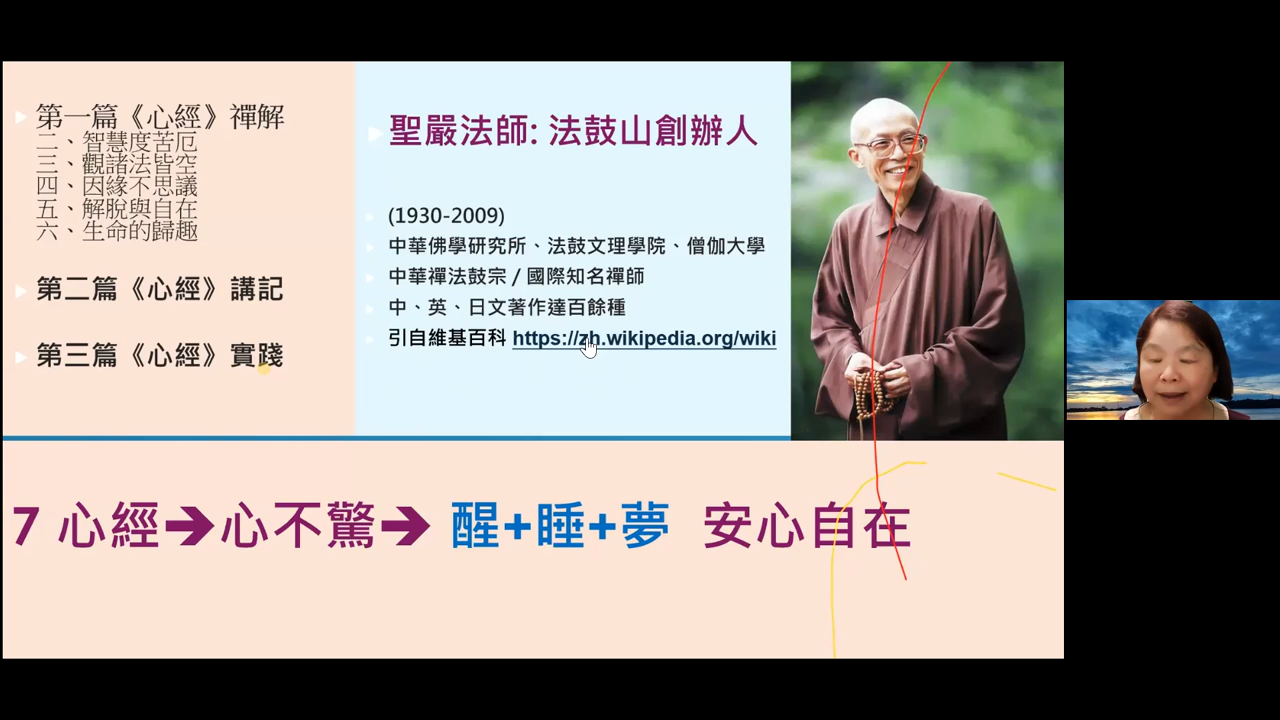 第一篇《心經》禪解
二、智慧度苦厄
三、觀諸法皆空
四、因緣不思議
五、解脫與自在
六、生命的歸趣
第二篇《心經》講記
第三篇《心經》實踐
聖嚴法師: 法鼓山創辦人
(1930-2009)
中華佛學研究所、法鼓文理學院、僧伽大學
中華禪法鼓宗 / 國際知名禪師
中、英、日文著作達百餘種
引自維基百科 https://zh.wikipedia.org/wiki
7 心經➔心不驚➔ 醒+睡+夢 安心自在